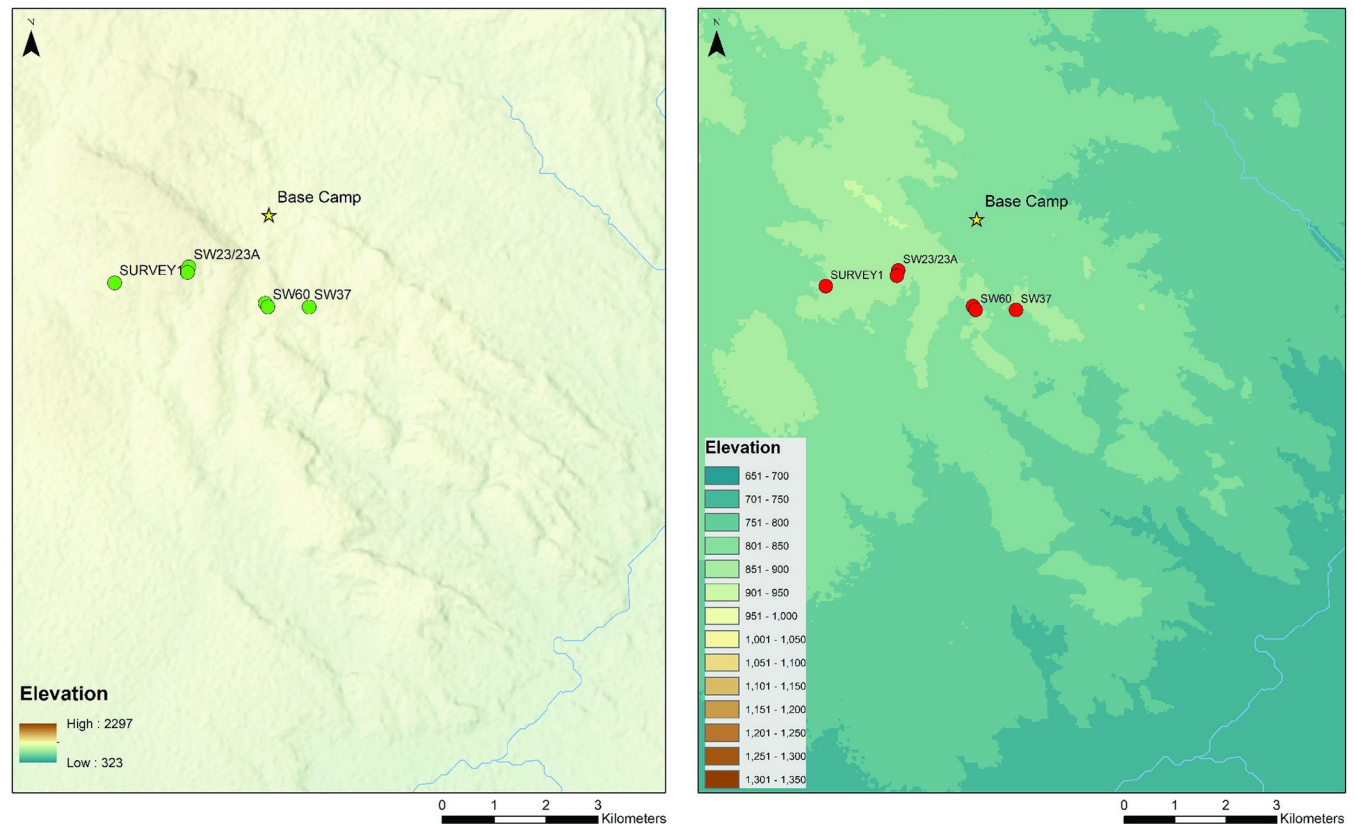 N
Base Camp
SW23/23A
SURVEY1
SW60 SW37
Elevation
High : 2297
Low : 323
0 1 2 3
Kilometers
N
Base Camp
SW23/23A
SURVEY1
SW60 SW37
Elevation
651 - 700
701 - 750
751 - 800
801 - 850
851 - 900
901 - 950
951 - 1,000
1,001 - 1,050
1,051 - 1,100
1,101 - 1,150
1,151 - 1,200
1,201 - 1,250
1,251 - 1,300
1,301 - 1,350
0 1 2 3
Kilometers